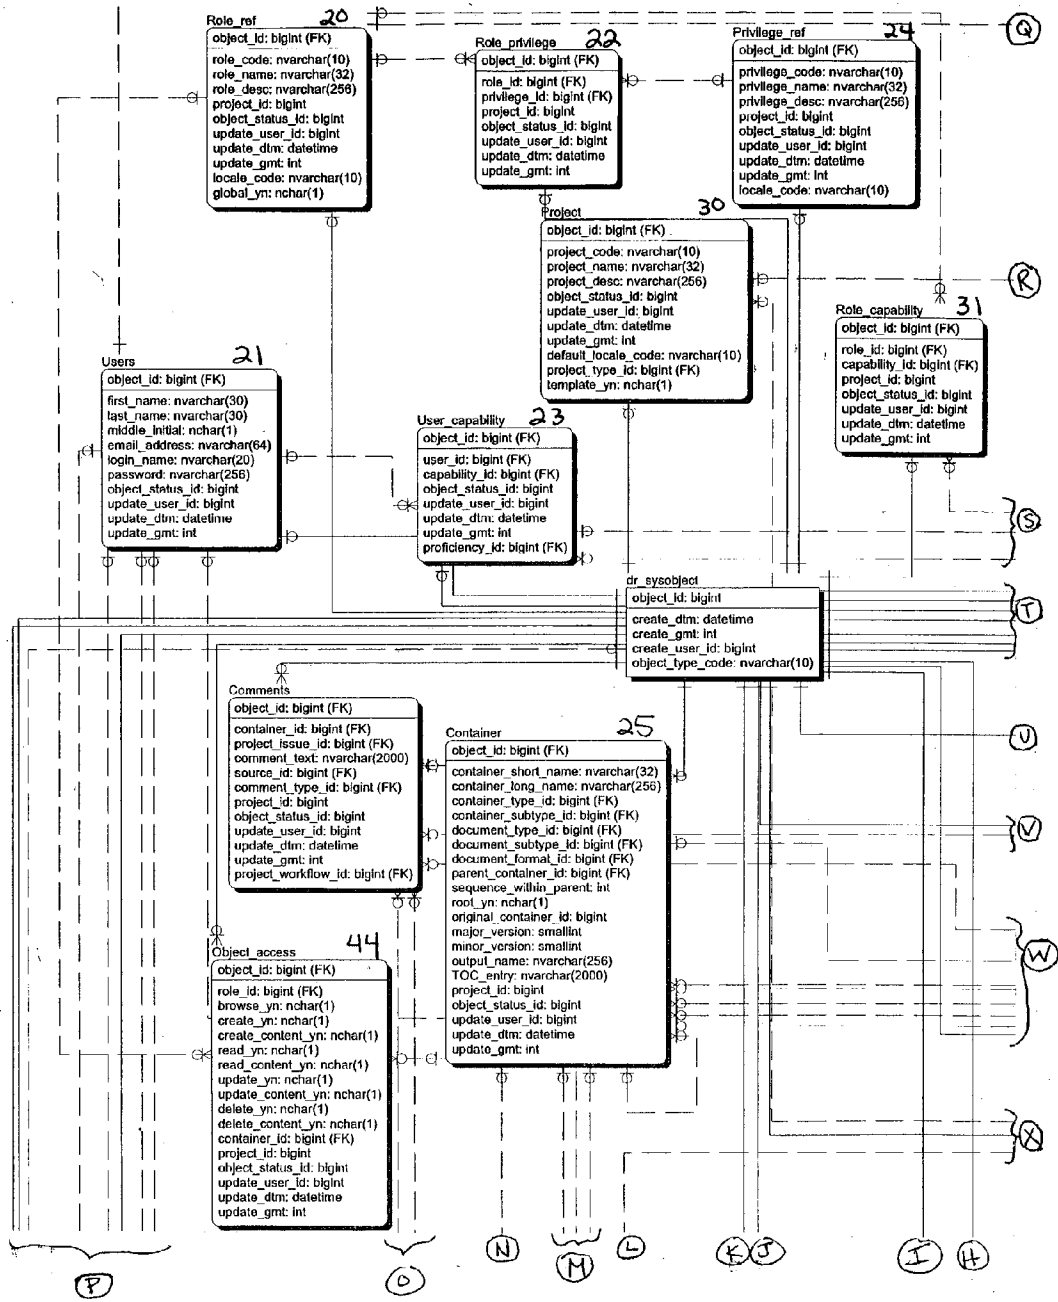 Role_ref 20
object_id: bigint (FK)
role_code: nvarchar(10)
role_name: nvarchar(32)
role_desc: nvarchar(256)
project_id: bigint
object_status_id: bigint
update_user_id: bigint
update_dtm: datetime
update_gmt: int
locale_code: nvarchar(10)
global_yn: nchar(1)
Role_privilege 22
object_id: bigint (FK)
role_id: bigint (FK)
privilege_id: bigint (FK)
project_id: bigint
object_status_id: bigint
update_user_id: bigint
update_dtm: datetime
update_gmt: int
Privilege_ref 24
object_id: bigint (FK)
privilege_code: nvarchar(10)
privilege_name: nvarchar(32)
privilege_desc: nvarchar(256)
project_id: bigint
object_status_id: bigint
update_user_id: bigint
update_dtm: datetime
update_gmt: int
locale_code: nvarchar(10)
Q
Project 30
object_id: bigint (FK)
project_code: nvarchar(10)
project_name: nvarchar(32)
project_desc: nvarchar(256)
object_status_id: bigint
update_user_id: bigint
update_dtm: datetime
update_gmt: int
default_locale_code: nvarchar(10)
project_type_id: bigint (FK)
template_yn: nchar(1)
R
Role_capability 31
object_id: bigint (FK)
role_id: bigint (FK)
capability_id: bigint (FK)
project_id: bigint
object_status_id: bigint
update_user_id: bigint
update_dtm: datetime
update_gmt: int
Users 21
object_id: bigint (FK)
first_name: nvarchar(30)
last_name: nvarchar(30)
middle_initial: nchar(1)
email_address: nvarchar(64)
login_name: nvarchar(20)
password: nvarchar(256)
object_status_id: bigint
update_user_id: bigint
update_dtm: datetime
update_gmt: int
User_capability 23
object_id: bigint (FK)
user_id: bigint (FK)
capability_id: bigint (FK)
object_status_id: bigint
update_user_id: bigint
update_dtm: datetime
update_gmt: int
proficiency_id: bigint (FK)
S
dr_sysobject
object_id: bigint
create_dtm: datetime
create_gmt: int
create_user_id: bigint
object_type_code: nvarchar(10)
T
U
Comments
object_id: bigint (FK)
container_id: bigint (FK)
project_issue_id: bigint (FK)
comment_text: nvarchar(2000)
source_id: bigint (FK)
comment_type_id: bigint (FK)
project_id: bigint
object_status_id: bigint
update_user_id: bigint
update_dtm: datetime
update_gmt: int
project_workflow_id: bigint (FK)
Container 25
object_id: bigint (FK)
container_short_name: nvarchar(32)
container_long_name: nvarchar(256)
container_type_id: bigint (FK)
container_subtype_id: bigint (FK)
document_type_id: bigint (FK)
document_subtype_id: bigint (FK)
document_format_id: bigint (FK)
parent_container_id: bigint (FK)
sequence_within_parent: int
root_yn: nchar(1)
original_container_id: bigint
major_version: smallint
minor_version: smallint
output_name: nvarchar(256)
TOC_entry: nvarchar(2000)
project_id: bigint
object_status_id: bigint
update_user_id: bigint
update_dtm: datetime
update_gmt: int
V
W
Object_access 44
object_id: bigint (FK)
role_id: bigint (FK)
browse_yn: nchar(1)
create_yn: nchar(1)
create_content_yn: nchar(1)
read_yn: nchar(1)
read_content_yn: nchar(1)
update_yn: nchar(1)
update_content_yn: nchar(1)
delete_yn: nchar(1)
delete_content_yn: nchar(1)
container_id: bigint (FK)
project_id: bigint
object_status_id: bigint
update_user_id: bigint
update_dtm: datetime
update_gmt: int
X
P O N M L K J I H